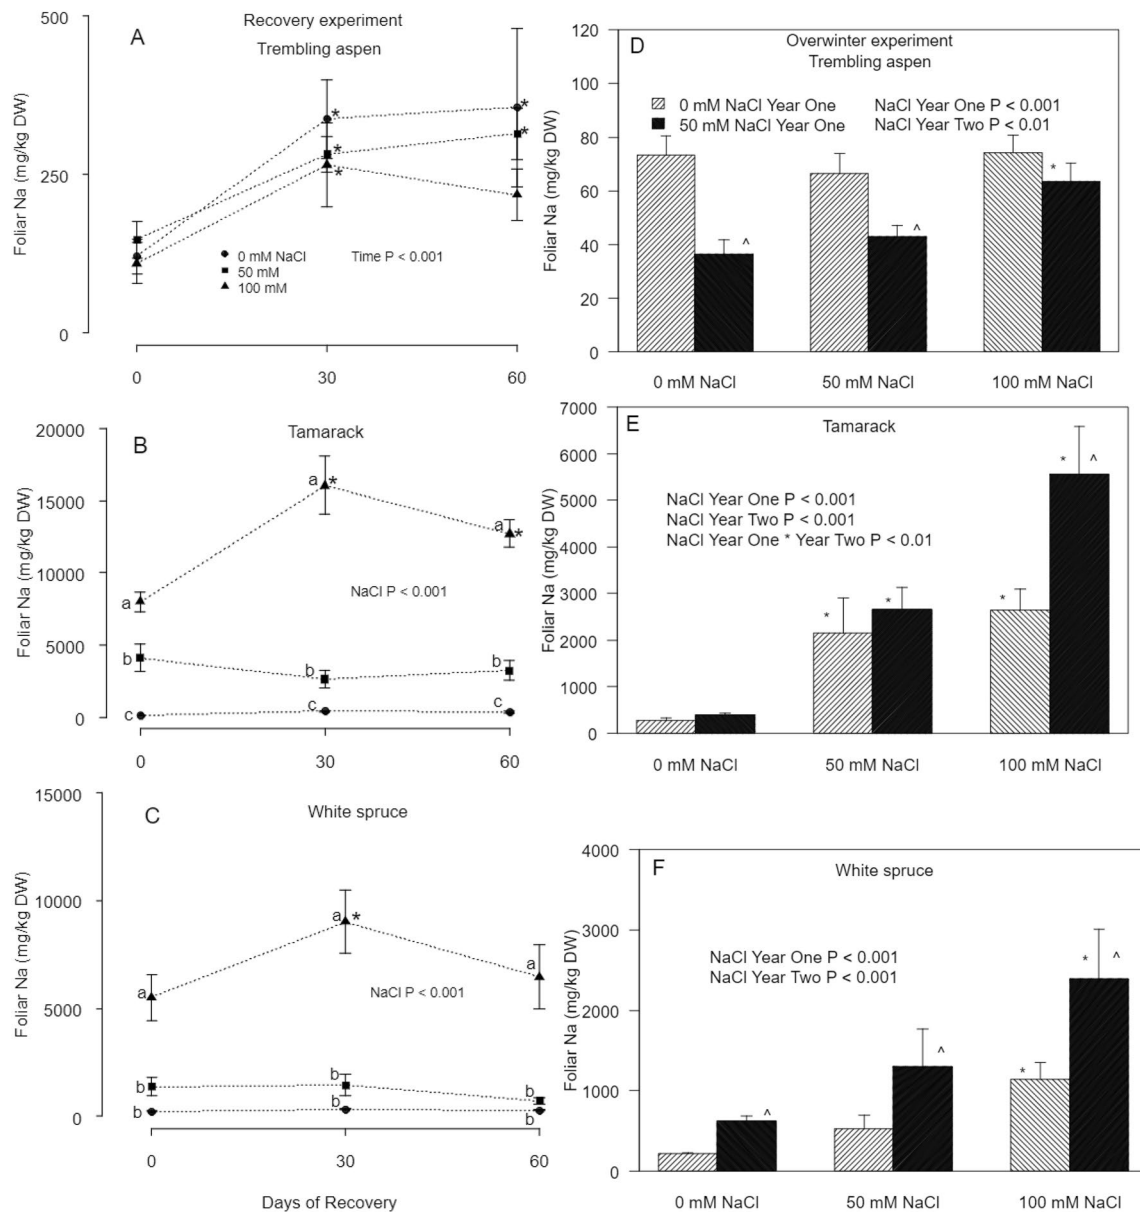 A
Recovery experiment
Trembling aspen
Foliar Na (mg/kg DW)
500
250
0
* *
* *
*
0 mM NaCl
50 mM
100 mM
Time P < 0.001
0 30 60
B
Tamarack
Foliar Na (mg/kg DW)
20000
15000
10000
5000
0
a a * a *
b b b
c c c
NaCl P < 0.001
0 30 60
C
White spruce
Foliar Na (mg/kg DW)
15000
10000
5000
0
a a * a
b b b
b b b
NaCl P < 0.001
0 30 60
Days of Recovery
D
Overwinter experiment
Trembling aspen
Foliar Na (mg/kg DW)
120
100
80
60
40
20
0
0 mM NaCl Year One NaCl Year One P < 0.001
50 mM NaCl Year One NaCl Year Two P < 0.01
^ ^ *
0 mM NaCl 50 mM NaCl 100 mM NaCl
E
Tamarack
Foliar Na (mg/kg DW)
7000
6000
5000
4000
3000
2000
1000
0
NaCl Year One P < 0.001
NaCl Year Two P < 0.001
NaCl Year One * Year Two P < 0.01
* * * * ^
0 mM NaCl 50 mM NaCl 100 mM NaCl
F
White spruce
Foliar Na (mg/kg DW)
4000
3000
2000
1000
0
NaCl Year One P < 0.001
NaCl Year Two P < 0.001
^ ^ * * ^
0 mM NaCl 50 mM NaCl 100 mM NaCl